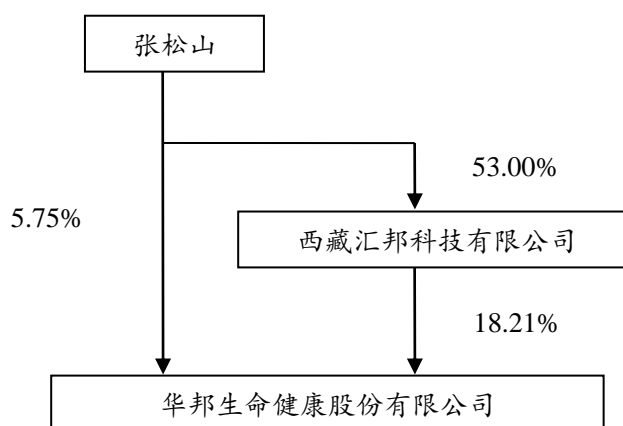 张松山
53.00%
5.75%
西藏汇邦科技有限公司
18.21%
华邦生命健康股份有限公司